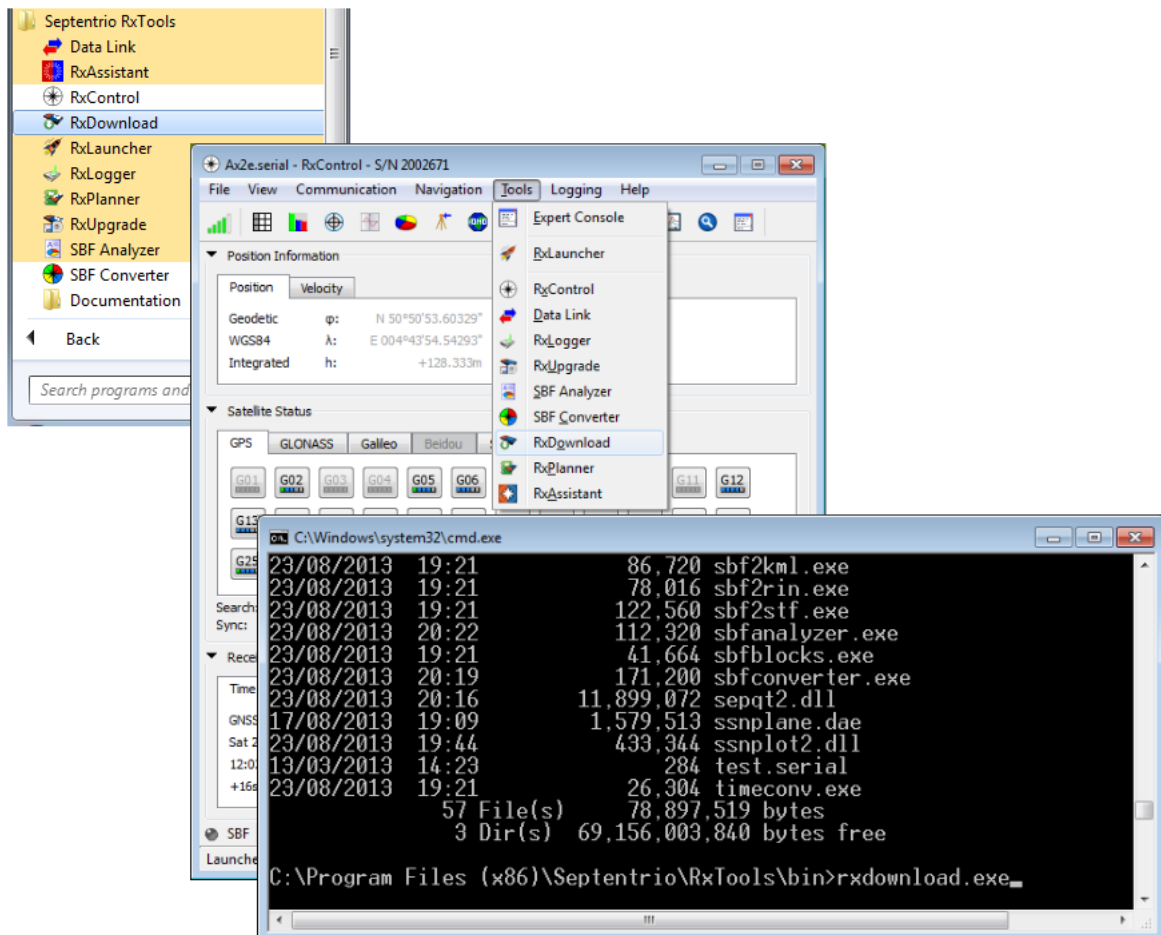 Septentrio RxTools
Data Link
RxAssistant
RxControl
RxDownload
RxLauncher
RxLogger
RxPlanner
RxUpgrade
SBF Analyzer
SBF Converter
Documentation
Back
Search programs and
Ax2e.serial - RxControl - S/N 2002671
File View Communication Navigation Tools Logging Help
Expert Console
RxLauncher
RxControl
Data Link
RxLogger
RxUpgrade
SBF Analyzer
SBF Converter
RxDownload
RxPlanner
RxAssistant
Position Information
Position Velocity
Geodetic φ: N 50°50'53.60329"
WGS84 λ: E 004°43'54.54293"
Integrated h: +128.333m
Satellite Status
GPS GLONASS Galileo Beidou
G01 G02 G03 G04 G05 G06 G11 G12
G13
G25
Search:
Sync:
Recei
Time
GNSS
Sat 2
12:03
+16s
SBF
Launche
C:\Windows\system32\cmd.exe
23/08/2013 19:21 86,720 sbf2kml.exe
23/08/2013 19:21 78,016 sbf2rin.exe
23/08/2013 19:21 122,560 sbf2stf.exe
23/08/2013 20:22 112,320 sbfanalyzer.exe
23/08/2013 19:21 41,664 sbfblocks.exe
23/08/2013 20:19 171,200 sbfconverter.exe
23/08/2013 20:16 11,899,072 sepqt2.dll
17/08/2013 19:09 1,579,513 ssnplane.dae
23/08/2013 19:44 433,344 ssnplot2.dll
13/03/2013 14:23 284 test.serial
23/08/2013 19:21 26,304 timeconv.exe
57 File(s) 78,897,519 bytes
3 Dir(s) 69,156,003,840 bytes free
C:\Program Files (x86)\Septentrio\RxTools\bin>rxdownload.exe